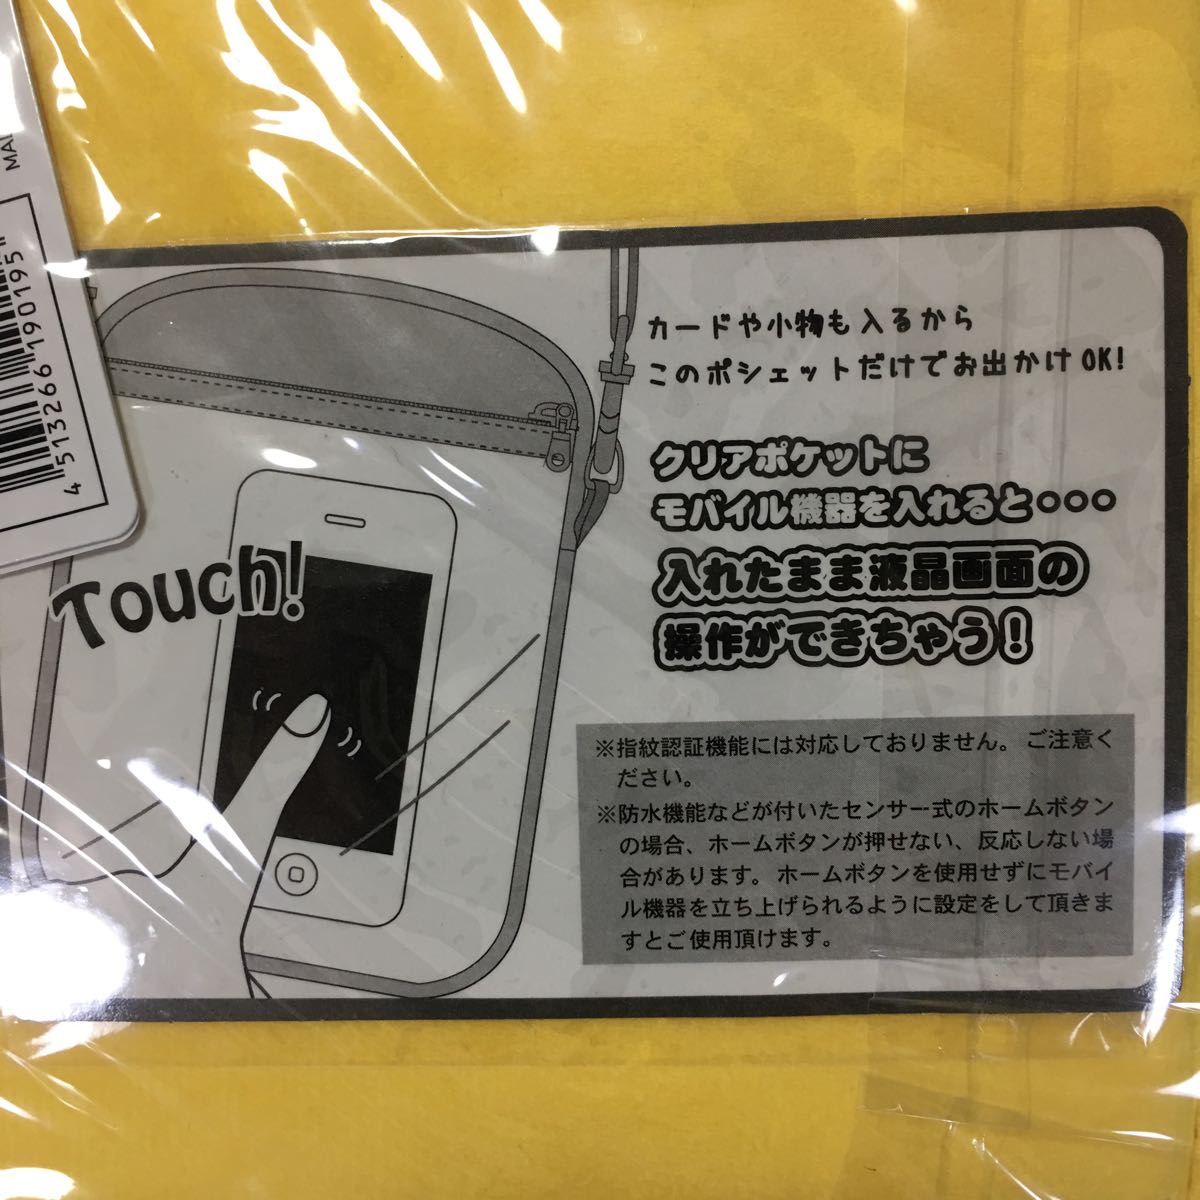 MAD
4 513266 190195
カードや小物も入るから
このポシェットだけでお出かけOK!
クリアポケットに
モバイル機器を入れると・・・
入れたまま液晶画面の
操作ができちゃう!
Touch!
※指紋認証機能には対応しておりません。ご注意く
ださい。
※防水機能などが付いたセンサー式のホームボタン
の場合、ホームボタンが押せない、反応しない場
合があります。ホームボタンを使用せずにモバイ
ル機器を立ち上げられるように設定をして頂きま
すとご使用頂けます。